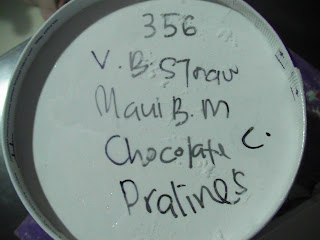 356
V. B. Straw
Maui B. M
Chocolate C.
Pralines